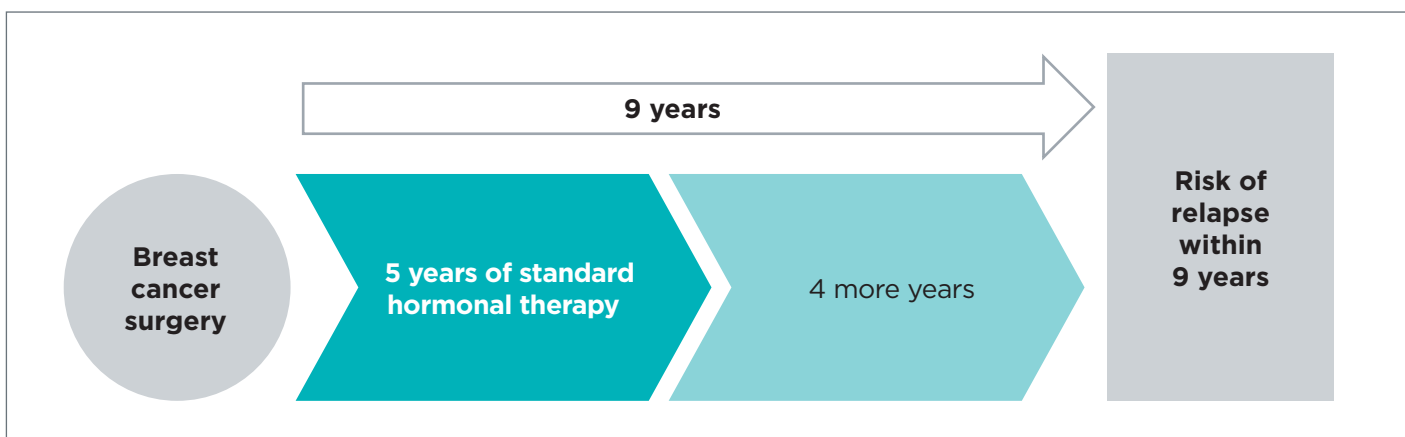 9 years
Breast
cancer
surgery
5 years of standard
hormonal therapy
4 more years
Risk of
relapse
within
9 years